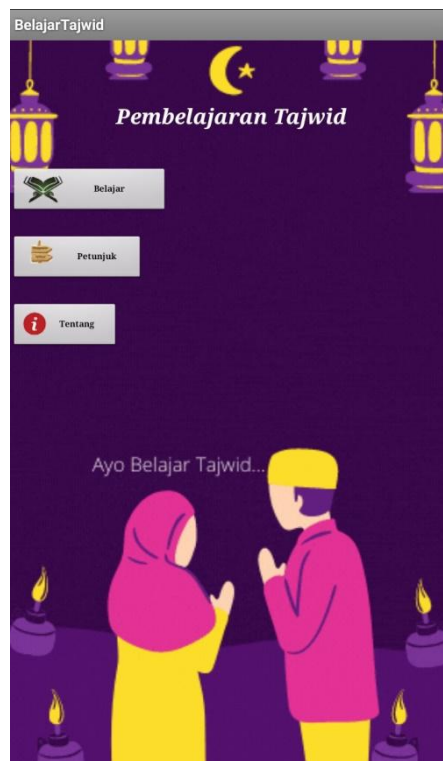 BelajarTajwid
Pembelajaran Tajwid
Belajar
Petunjuk
Tentang
Ayo Belajar Tajwid...